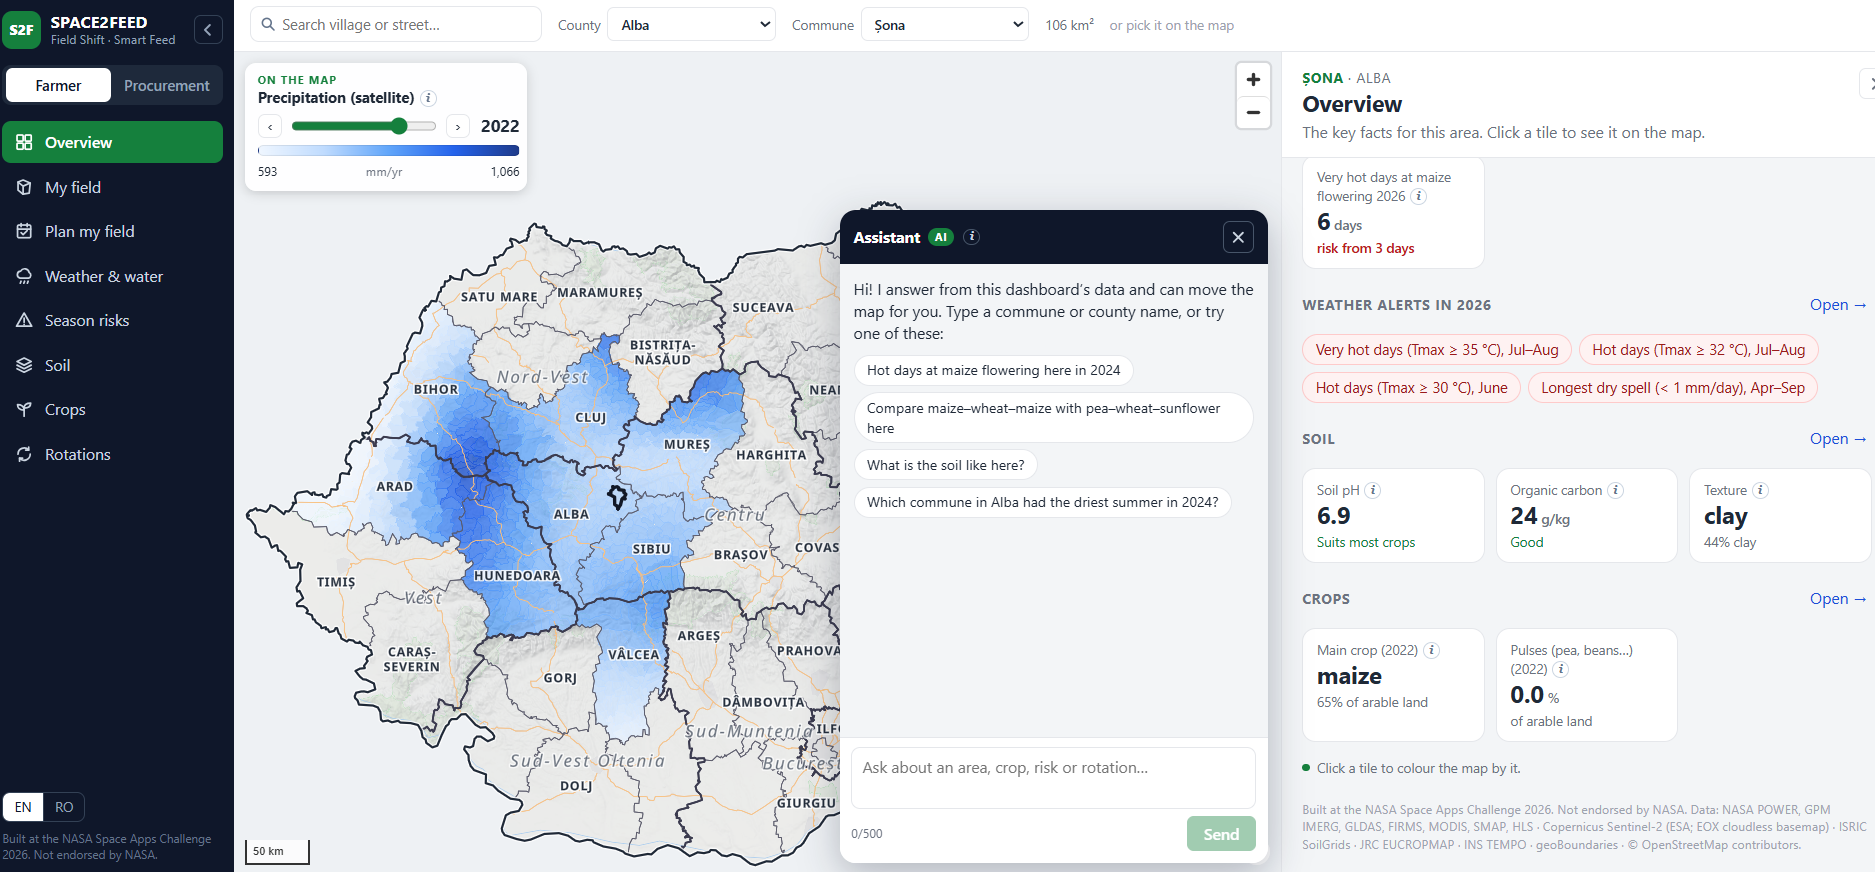 S2F
SPACE2FEED
Field Shift · Smart Feed
Farmer
Procurement
Overview
My field
Plan my field
Weather & water
Season risks
Soil
Crops
Rotations
EN
RO
Built at the NASA Space Apps Challenge
2026. Not endorsed by NASA.
Search village or street...
County
Alba
Commune
Șona
106 km²
or pick it on the map
ON THE MAP
Precipitation (satellite) i
2022
593
mm/yr
1,066
+
−
SATU MARE
MARAMUREȘ
SUCEAVA
BISTRIȚA-
NĂSĂUD
Nord-Vest
BIHOR
CLUJ
NEAM
MUREȘ
HARGHITA
ARAD
ALBA
Centru
SIBIU
BRAȘOV
COVAS
HUNEDOARA
TIMIȘ
Vest
ARGEȘ
PRAHOVA
CARAȘ-
SEVERIN
VÂLCEA
GORJ
DÂMBOVIȚA
Sud-Muntenia
ILFO
Sud-Vest Oltenia
București
DOLJ
GIURGIU
50 km
Assistant AI i
Hi! I answer from this dashboard's data and can move the
map for you. Type a commune or county name, or try
one of these:
Hot days at maize flowering here in 2024
Compare maize–wheat–maize with pea–wheat–sunflower
here
What is the soil like here?
Which commune in Alba had the driest summer in 2024?
Ask about an area, crop, risk or rotation...
0/500
Send
ȘONA · ALBA
Overview
The key facts for this area. Click a tile to see it on the map.
Very hot days at maize
flowering 2026 i
6 days
risk from 3 days
WEATHER ALERTS IN 2026
Open →
Very hot days (Tmax ≥ 35 °C), Jul–Aug
Hot days (Tmax ≥ 32 °C), Jul–Aug
Hot days (Tmax ≥ 30 °C), June
Longest dry spell (< 1 mm/day), Apr–Sep
SOIL
Open →
Soil pH i
6.9
Suits most crops
Organic carbon i
24 g/kg
Good
Texture i
clay
44% clay
CROPS
Open →
Main crop (2022) i
maize
65% of arable land
Pulses (pea, beans...)
(2022) i
0.0 %
of arable land
Click a tile to colour the map by it.
Built at the NASA Space Apps Challenge 2026. Not endorsed by NASA. Data: NASA POWER, GPM
IMERG, GLDAS, FIRMS, MODIS, SMAP, HLS · Copernicus Sentinel-2 (ESA; EOX cloudless basemap) · ISRIC
SoilGrids · JRC EUCROPMAP · INS TEMPO · geoBoundaries · © OpenStreetMap contributors.